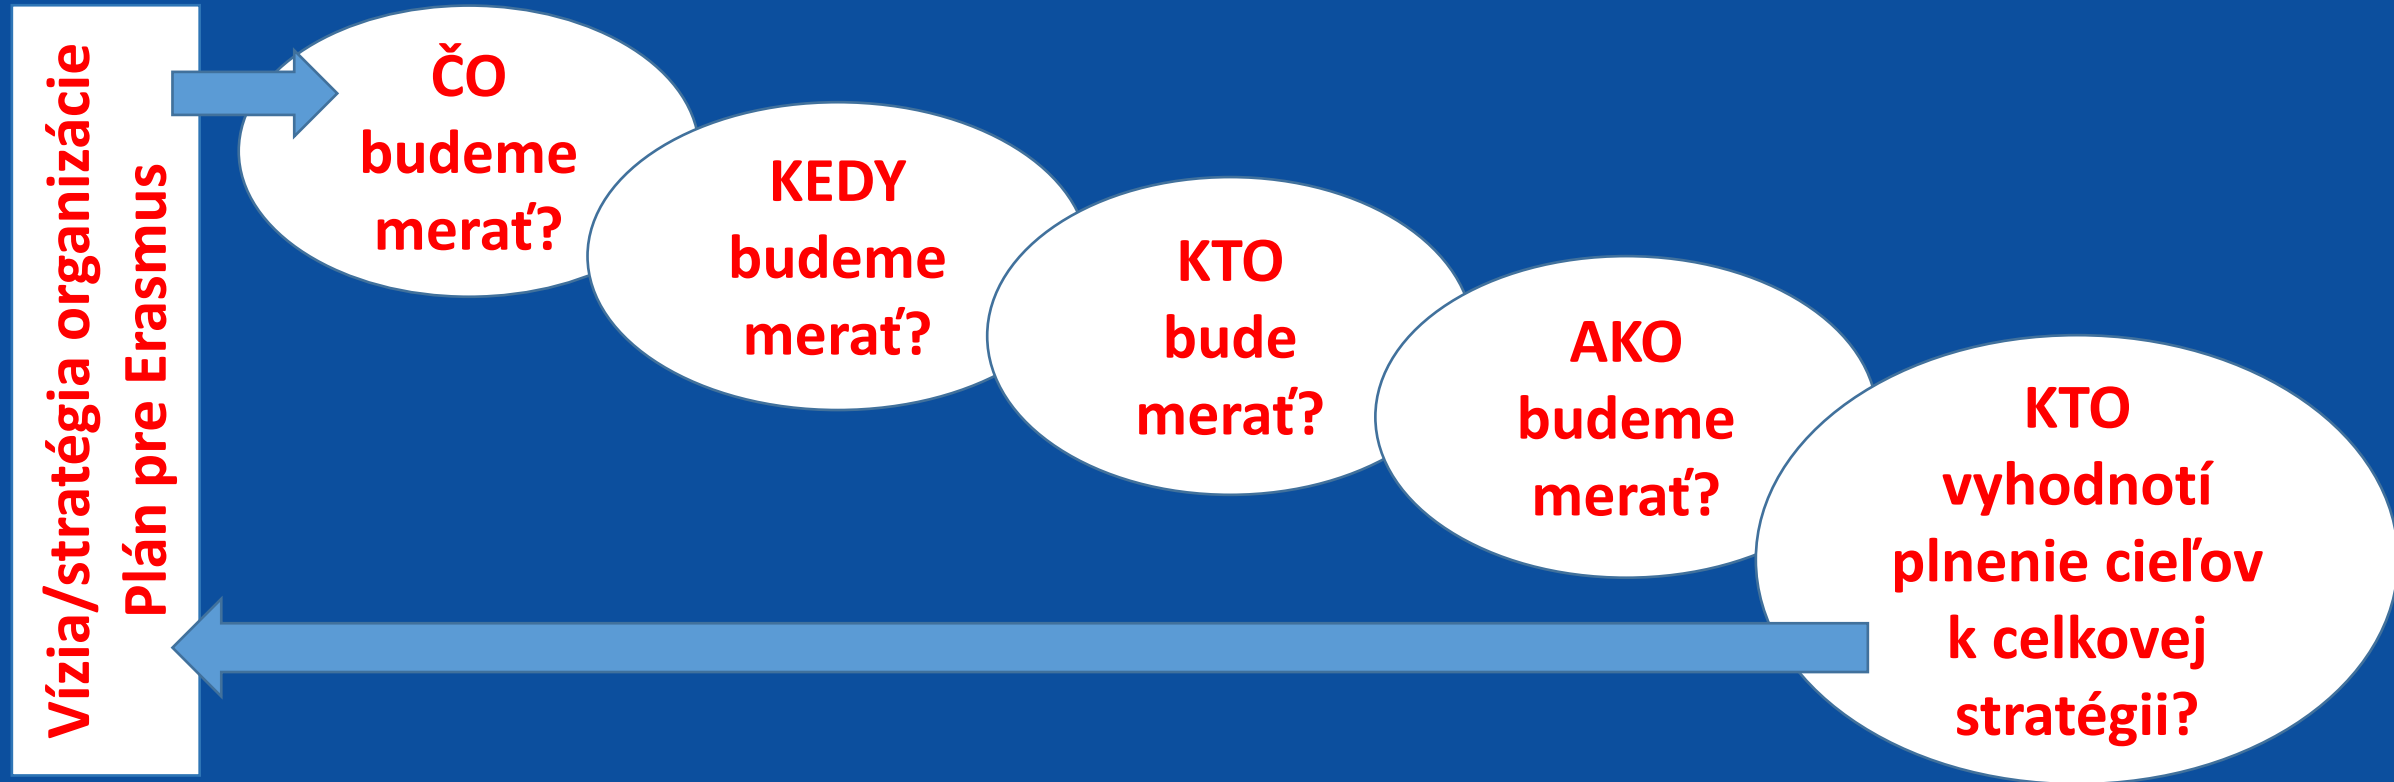 Vízia/stratégia organizácie
Plán pre Erasmus
ČO
budeme
merať?
KEDY
budeme
merať?
KTO
bude
merať?
AKO
budeme
merať?
KTO
vyhodnotí
plnenie cieľov
k celkovej
stratégii?